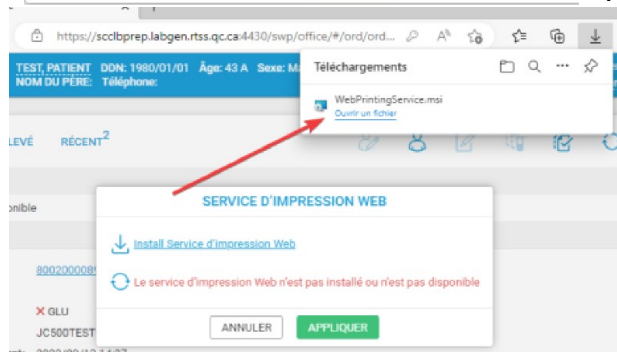 https://scclbprep.labgen.rtss.qc.ca:4430/swp/office/#/ord/ord...
TEST, PATIENT DDN: 1980/01/01 Âge: 43 A Sexe:
NOM DU PÈRE: Téléphone:
Téléchargements
WebPrintingService.msi
Ouvrir un fichier
LEVÉ RÉCENT2
onible
SERVICE D'IMPRESSION WEB
Install Service d'impression Web
Le service d'impression Web n'est pas installé ou n'est pas disponible
GLU
JC500TEST
ANNULER APPLIQUER